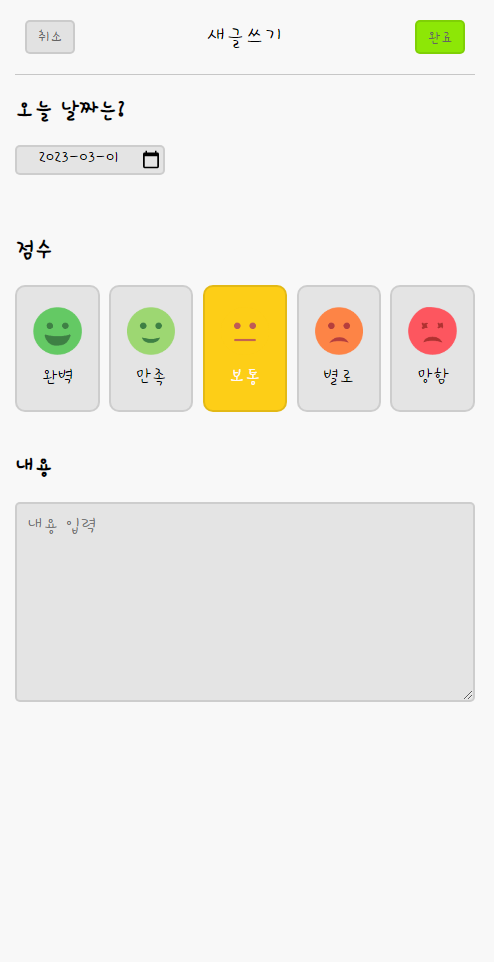 취소 새글쓰기 완료
오늘 날짜는?
2023-03-01
점수
완벽 만족 보통 별로 망함
내용
내용 입력